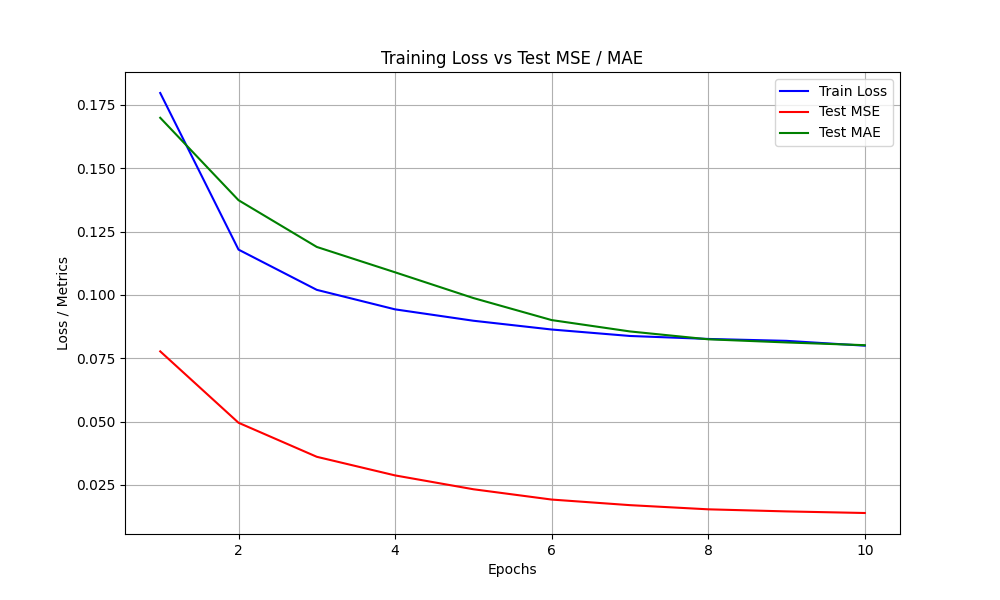 Training Loss vs Test MSE / MAE
Train Loss
Test MSE
Test MAE
Loss / Metrics
0.175
0.150
0.125
0.100
0.075
0.050
0.025
2 4 6 8 10
Epochs